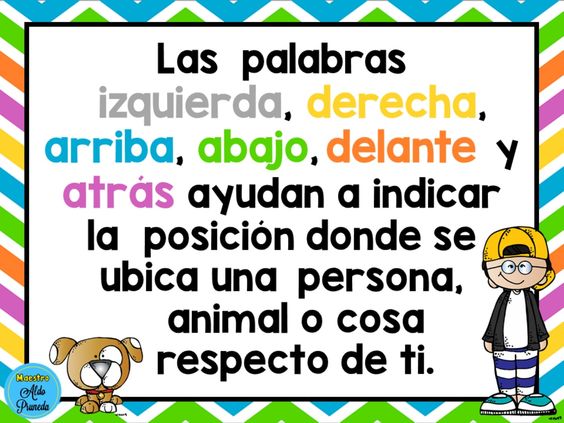 Las palabras
izquierda, derecha,
arriba, abajo, delante y
atrás ayudan a indicar
la posición donde se
ubica una persona,
animal o cosa
respecto de ti.
Maestro
Aldo
Pruneda